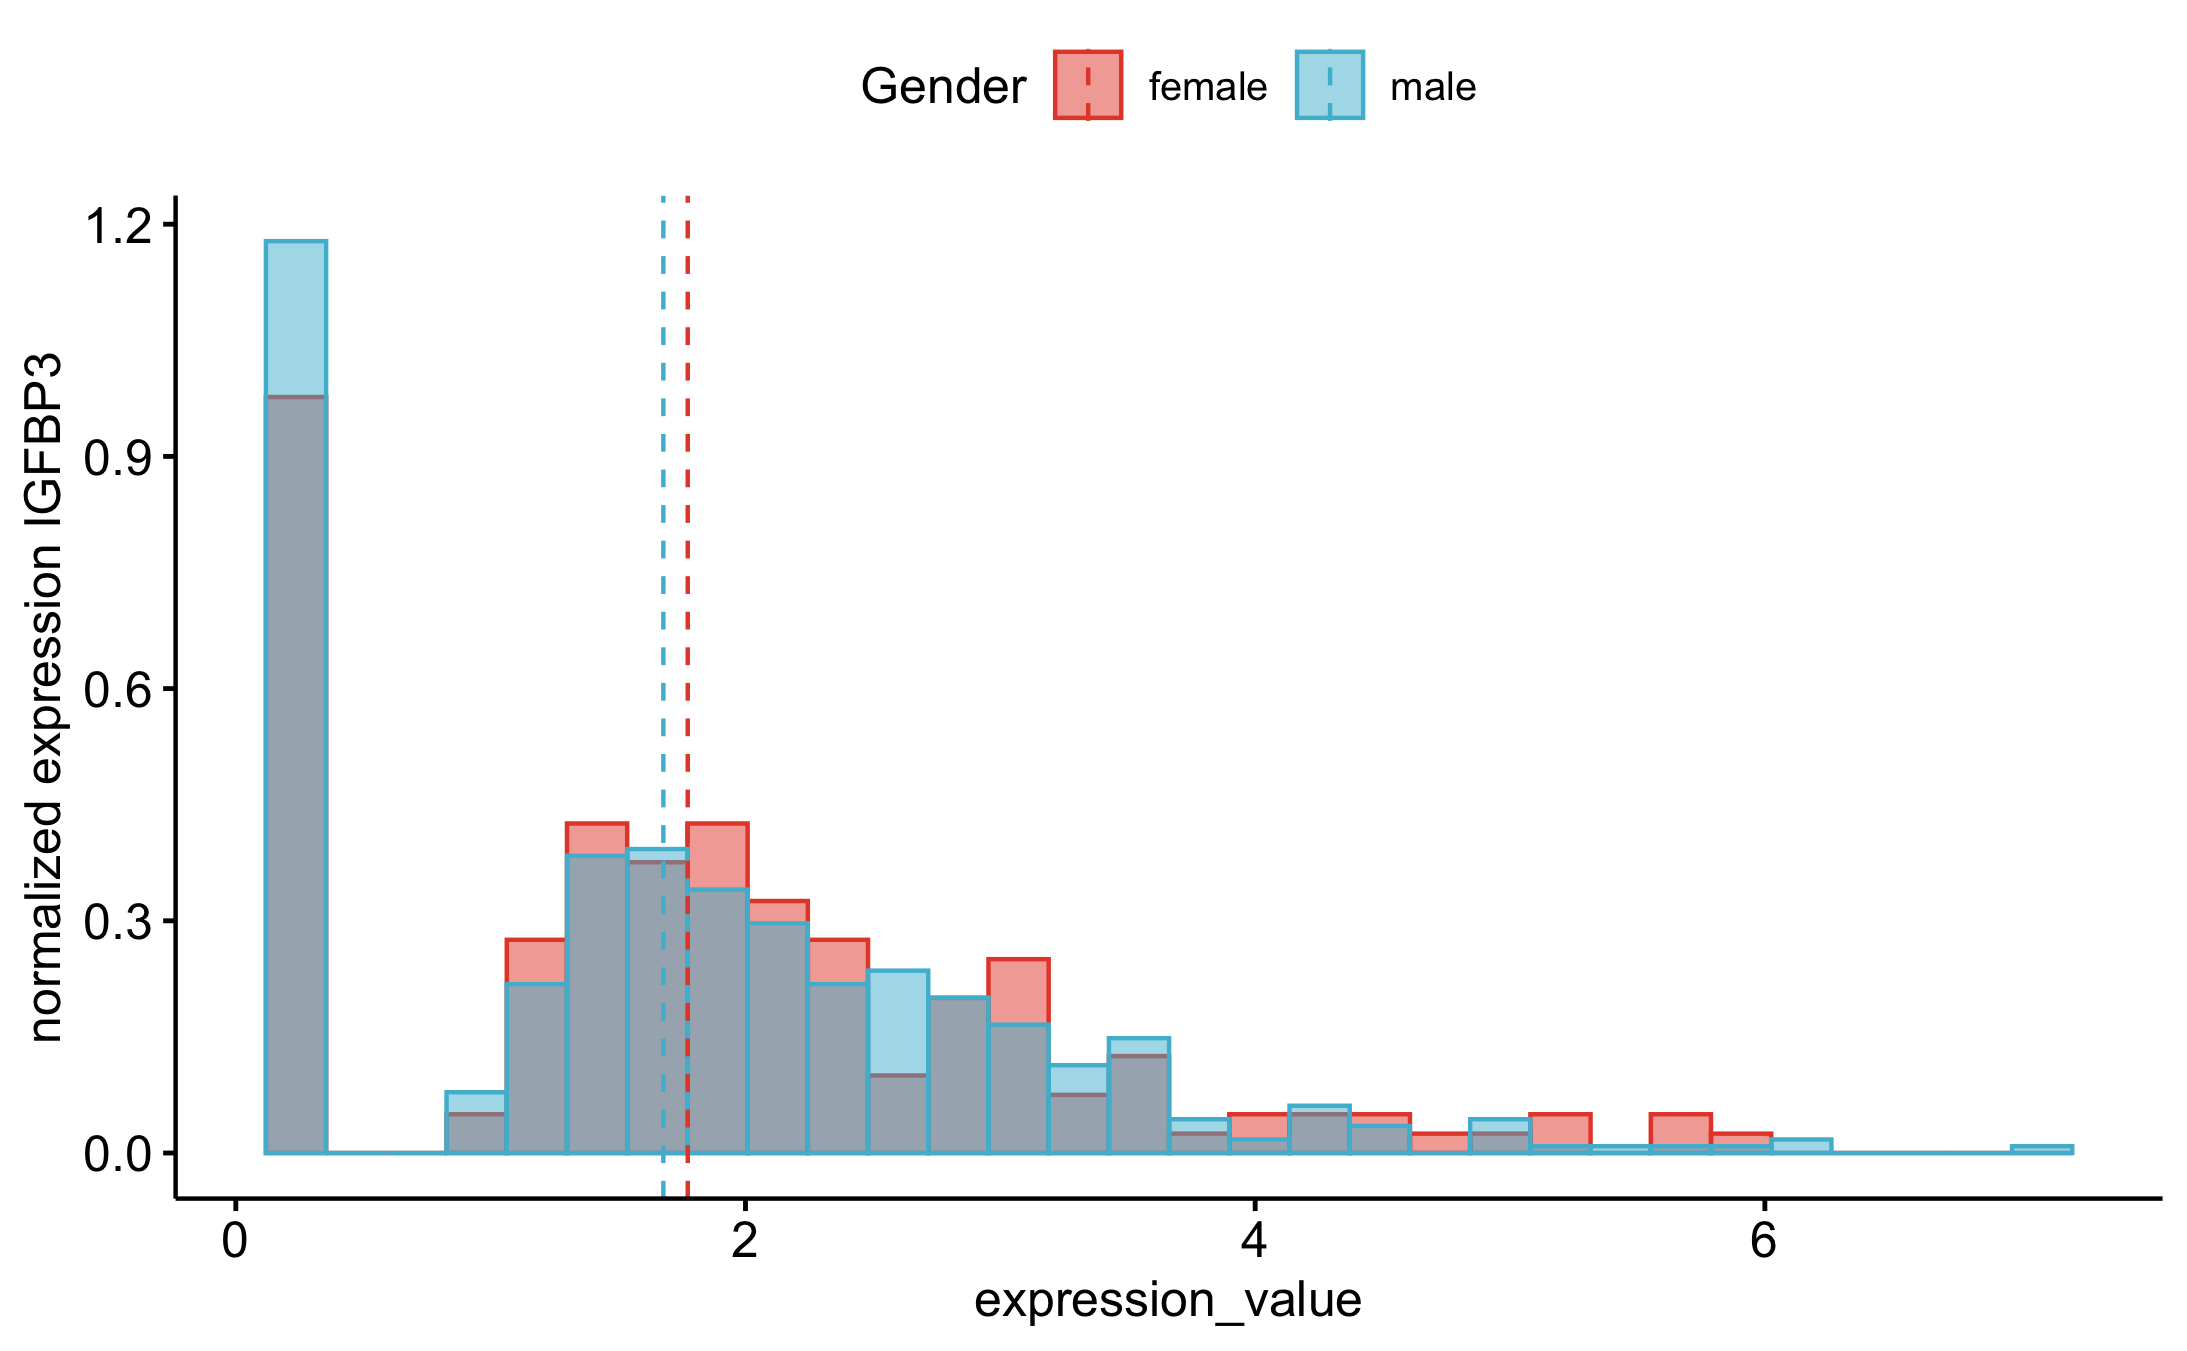 Gender female male
normalized expression IGFBP3
1.2
0.9
0.6
0.3
0.0
0 2 4 6
expression_value